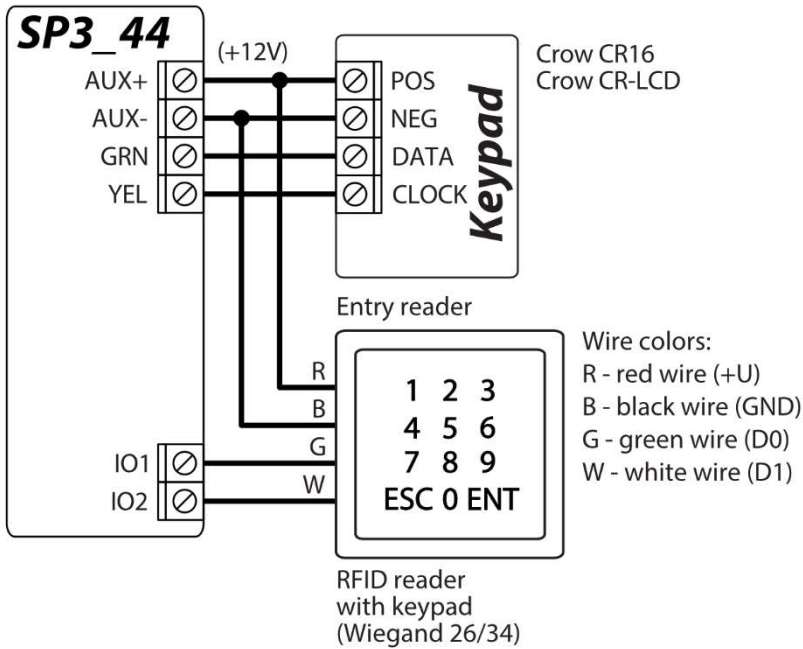 SP3_44
(+12V)
AUX+
AUX-
GRN
YEL
POS
NEG
DATA
CLOCK
Keypad
Crow CR16
Crow CR-LCD
Entry reader
R
B
G
W
1 2 3
4 5 6
7 8 9
ESC 0 ENT
Wire colors:
R - red wire (+U)
B - black wire (GND)
G - green wire (D0)
W - white wire (D1)
IO1
IO2
RFID reader
with keypad
(Wiegand 26/34)